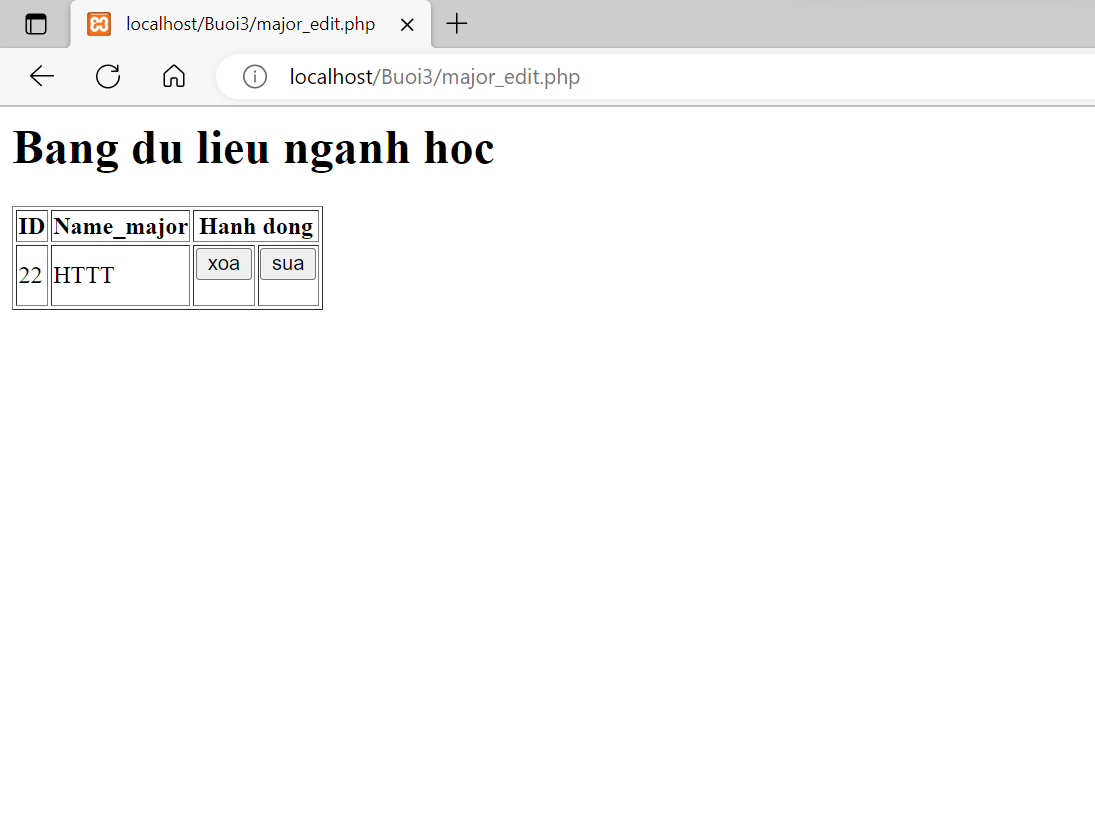 localhost/Buoi3/major_edit.php
localhost/Buoi3/major_edit.php
Bang du lieu nganh hoc
ID Name_major Hanh dong
22 HTTT xoa sua